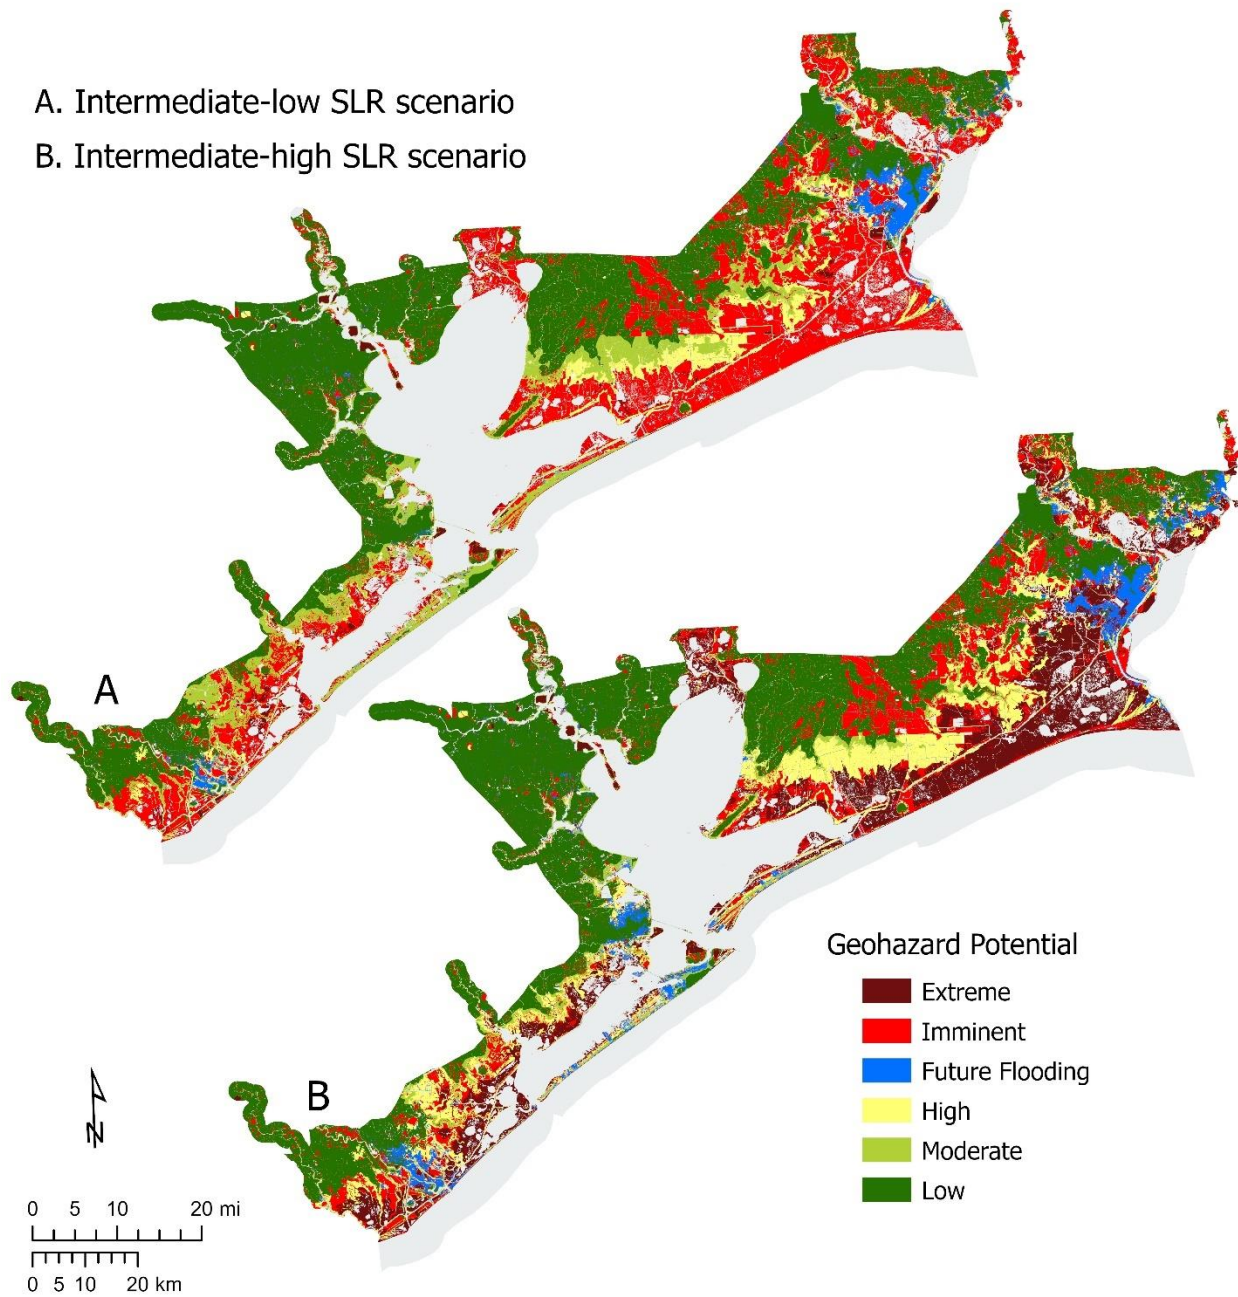 A. Intermediate-low SLR scenario
B. Intermediate-high SLR scenario
A
B
Geohazard Potential
Extreme
Imminent
Future Flooding
High
Moderate
Low
N
0 5 10 20 mi
0 5 10 20 km